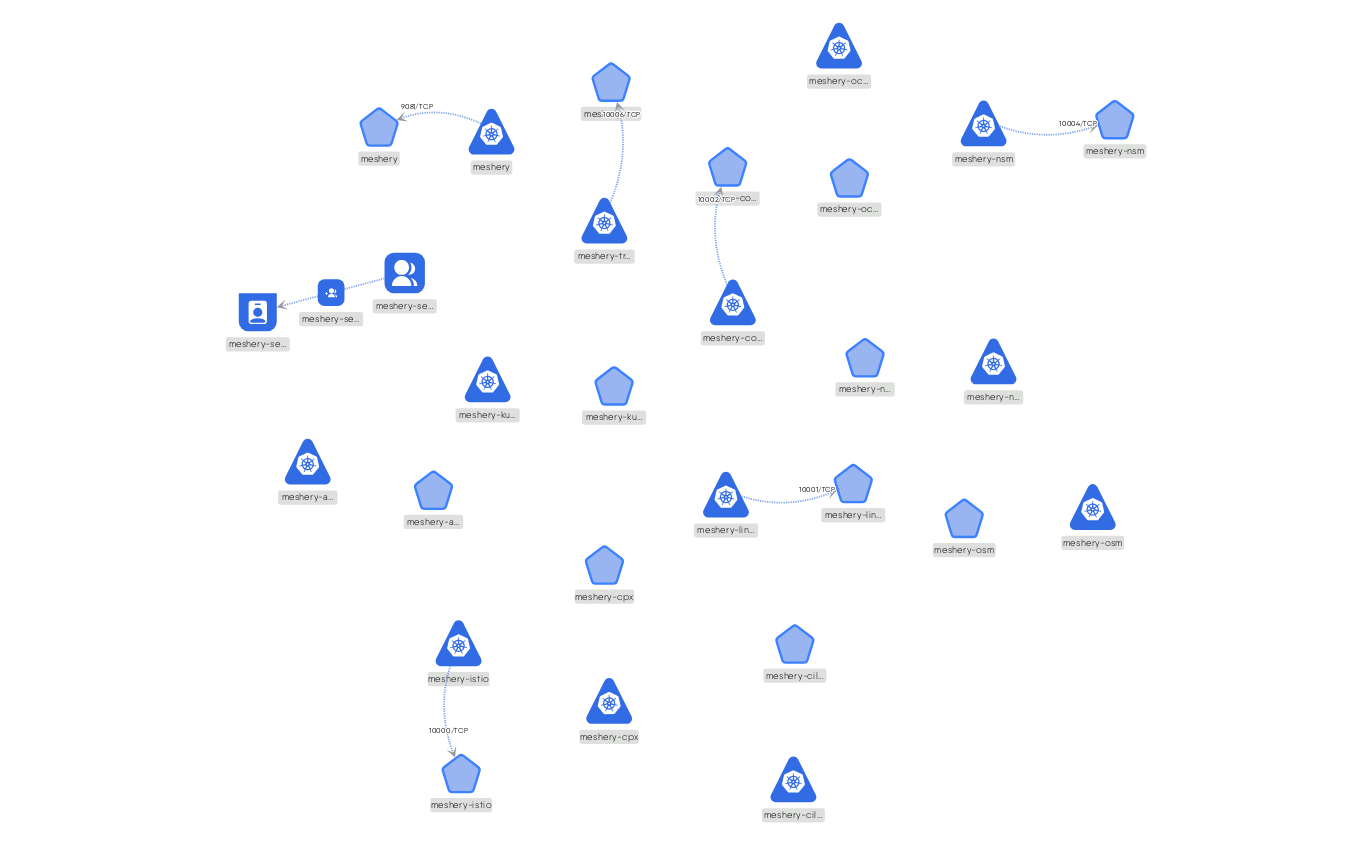 meshery-oc...
9081/TCP
meshery
meshery
mes
10006/TCP
10004/TCP
meshery-nsm
meshery-nsm
10002/TCP
-co...
meshery-oc...
meshery-tr...
meshery-se...
meshery-se...
meshery-se...
meshery-co...
meshery-n...
meshery-n...
meshery-ku...
meshery-ku...
meshery-a...
meshery-a...
10001/TCP
meshery-lin...
meshery-lin...
meshery-osm
meshery-osm
meshery-cpx
meshery-istio
meshery-cil...
10000/TCP
meshery-cpx
meshery-istio
meshery-cil...